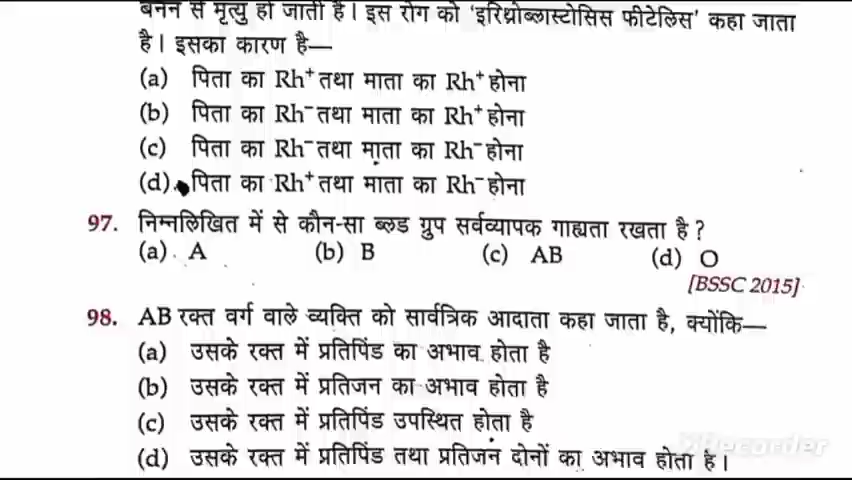 बनने से मृत्यु हो जाती है। इस रोग को 'इरिथ्रोब्लास्टोसिस फीटेलिस' कहा जाता
है। इसका कारण है—
(a) पिता का Rh⁺ तथा माता का Rh⁺ होना
(b) पिता का Rh⁻ तथा माता का Rh⁺ होना
(c) पिता का Rh⁻ तथा माता का Rh⁻ होना
(d) पिता का Rh⁺ तथा माता का Rh⁻ होना
97. निम्नलिखित में से कौन-सा ब्लड ग्रुप सर्वव्यापक गाह्यता रखता है ?
(a) A (b) B (c) AB (d) O
[BSSC 2015]
98. AB रक्त वर्ग वाले व्यक्ति को सार्वत्रिक आदाता कहा जाता है, क्योंकि—
(a) उसके रक्त में प्रतिपिंड का अभाव होता है
(b) उसके रक्त में प्रतिजन का अभाव होता है
(c) उसके रक्त में प्रतिपिंड उपस्थित होता है
(d) उसके रक्त में प्रतिपिंड तथा प्रतिजन दोनों का अभाव होता है।
Recorder